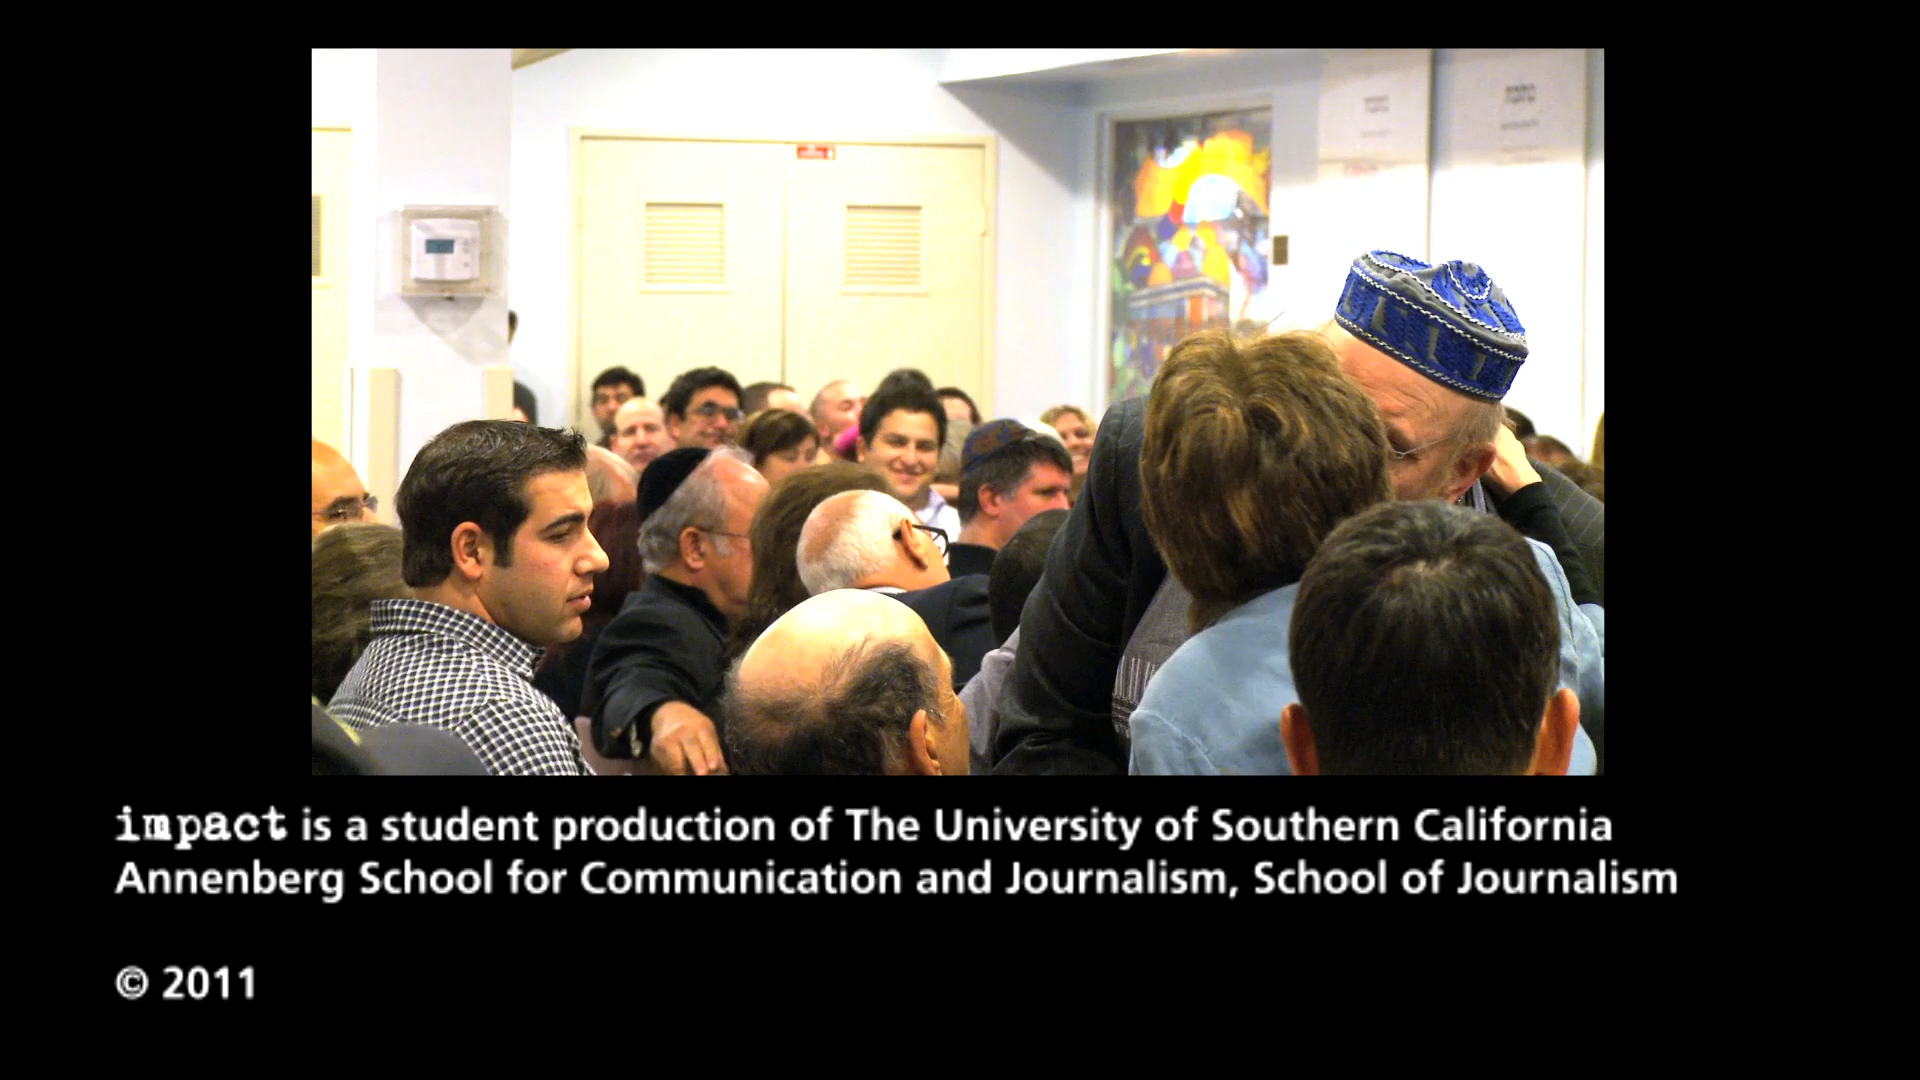 impact is a student production of The University of Southern California
Annenberg School for Communication and Journalism, School of Journalism
© 2011